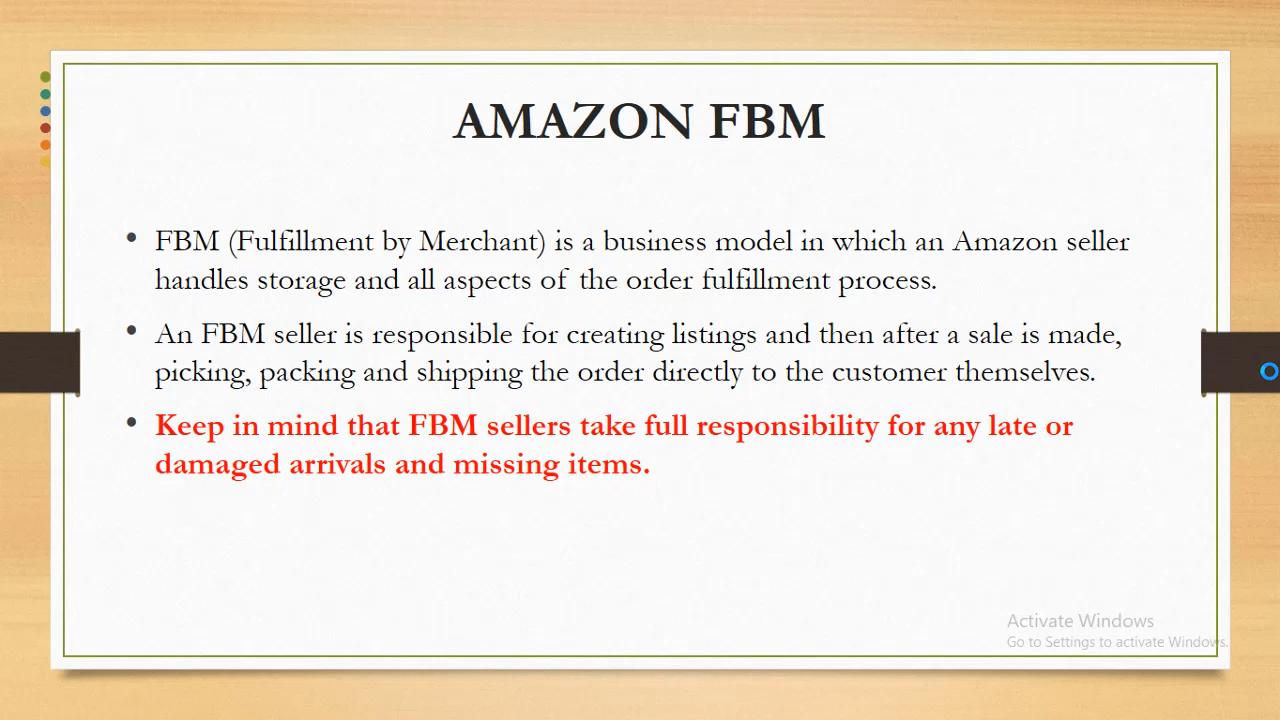 AMAZON FBM
• FBM (Fulfillment by Merchant) is a business model in which an Amazon seller
handles storage and all aspects of the order fulfillment process.
• An FBM seller is responsible for creating listings and then after a sale is made,
picking, packing and shipping the order directly to the customer themselves.
• Keep in mind that FBM sellers take full responsibility for any late or
damaged arrivals and missing items.
Activate Windows
Go to Settings to activate Windows.